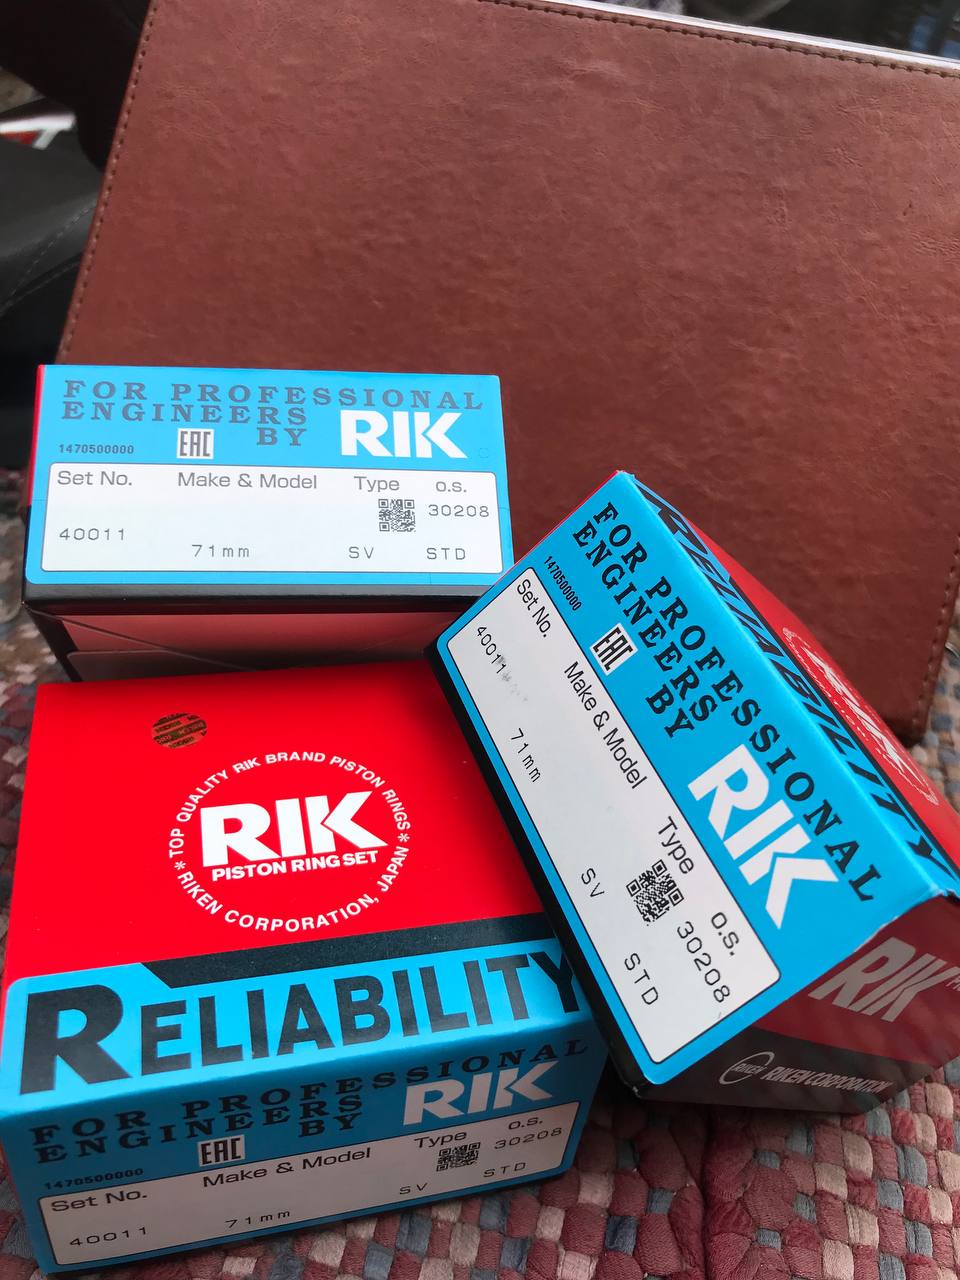 FOR PROFESSIONAL
ENGINEERS
BY
RIK
EAC
1470500000
Set No. Make & Model Type o.s.
30208
40011
71mm SV STD
FOR PROFESSIONAL
ENGINEERS
BY
RIK
EAC
1470500000
Set No. Make & Model Type o.s.
30208
40011
71mm SV STD
RELIABILITY
RIK
RIKEN CORPORATION
TOP QUALITY RIK BRAND PISTON RINGS
RIK
PISTON RING SET
* RIKEN CORPORATION, JAPAN *
RELIABILITY
FOR PROFESSIONAL
ENGINEERS
BY
RIK
EAC
1470500000
Set No. Make & Model Type o.s.
30208
40011 71mm SV STD